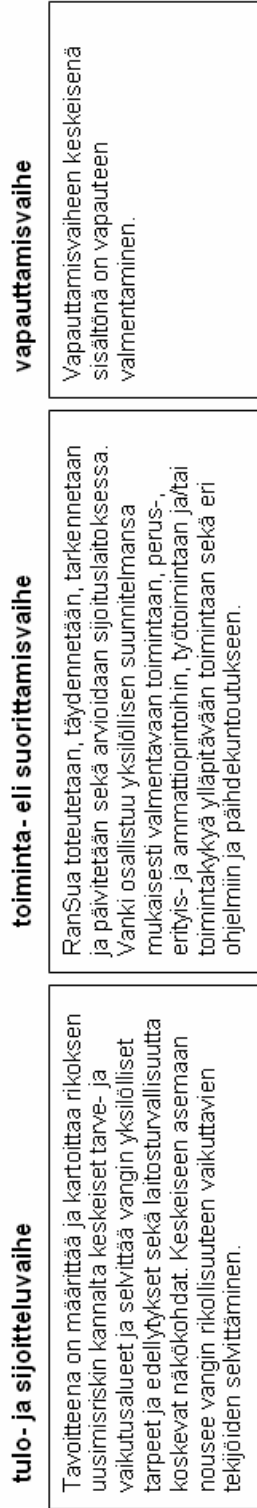 tulo- ja sijoitteluvaihe
Tavoitteena on määrittää ja kartoittaa rikoksen
uusimisriskin kannalta keskeiset tarve- ja
vaikutusalueet ja selvittää vangin yksilölliset
tarpeet ja edellytykset sekä laitosturvallisuutta
koskevat näkökohdat. Keskeiseen asemaan
nousee vangin rikollisuuteen vaikuttavien
tekijöiden selvittäminen.
toiminta- eli suorittamisvaihe
RanSua toteutetaan, täydennetään, tarkennetaan
ja päivitetään sekä arvioidaan sijoituslaitoksessa.
Vanki osallistuu yksilöllisen suunnitelmansa
mukaisesti valmentavaan toimintaan, perus-,
erityis- ja ammattiopintoihin, työtoimintaan ja/tai
toimintakykyä ylläpitävään toimintaan sekä eri
ohjelmiin ja päihdekuntoutukseen.
vapauttamisvaihe
Vapauttamisvaiheen keskeisenä
sisältönä on vapauteen
valmentaminen.